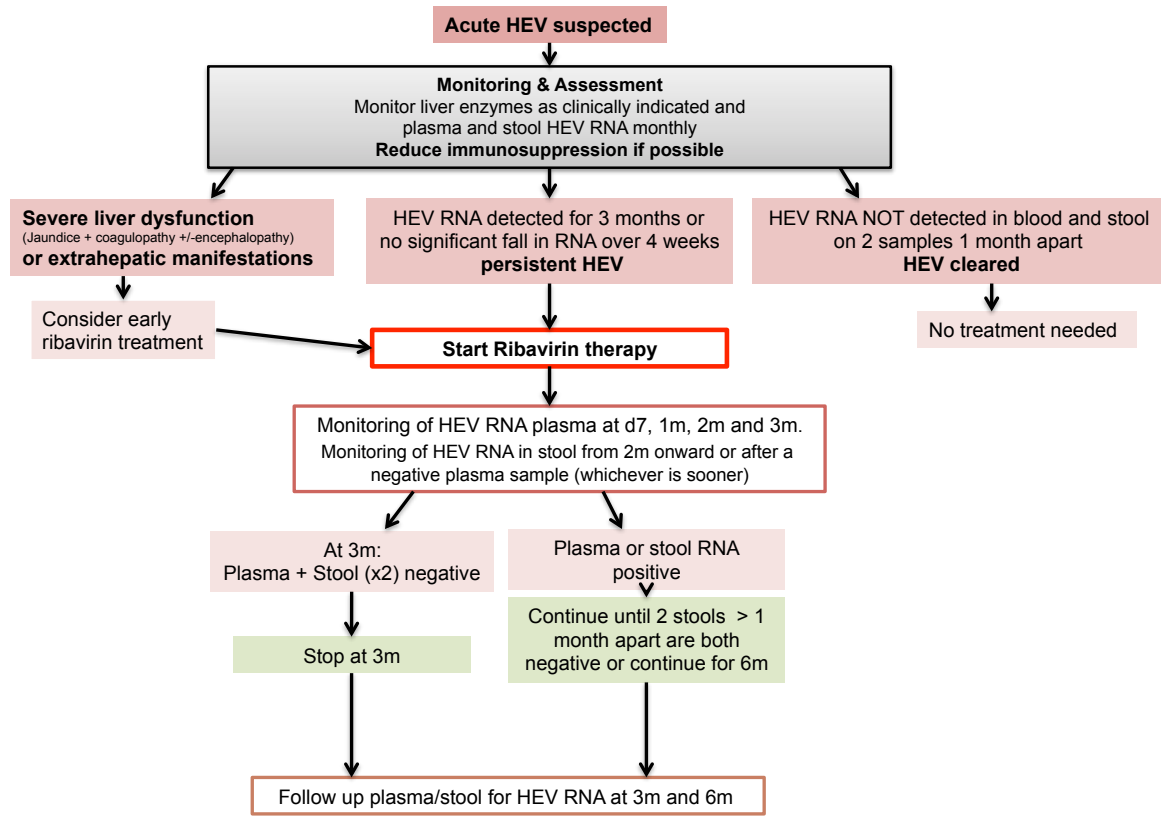 Acute HEV suspected
Monitoring & Assessment
Monitor liver enzymes as clinically indicated and
plasma and stool HEV RNA monthly
Reduce immunosuppression if possible
Severe liver dysfunction
(Jaundice + coagulopathy +/-encephalopathy)
or extrahepatic manifestations
HEV RNA detected for 3 months or
no significant fall in RNA over 4 weeks
persistent HEV
HEV RNA NOT detected in blood and stool
on 2 samples 1 month apart
HEV cleared
Consider early
ribavirin treatment
Start Ribavirin therapy
No treatment needed
Monitoring of HEV RNA plasma at d7, 1m, 2m and 3m.
Monitoring of HEV RNA in stool from 2m onward or after a
negative plasma sample (whichever is sooner)
At 3m:
Plasma + Stool (x2) negative
Plasma or stool RNA
positive
Stop at 3m
Continue until 2 stools > 1
month apart are both
negative or continue for 6m
Follow up plasma/stool for HEV RNA at 3m and 6m